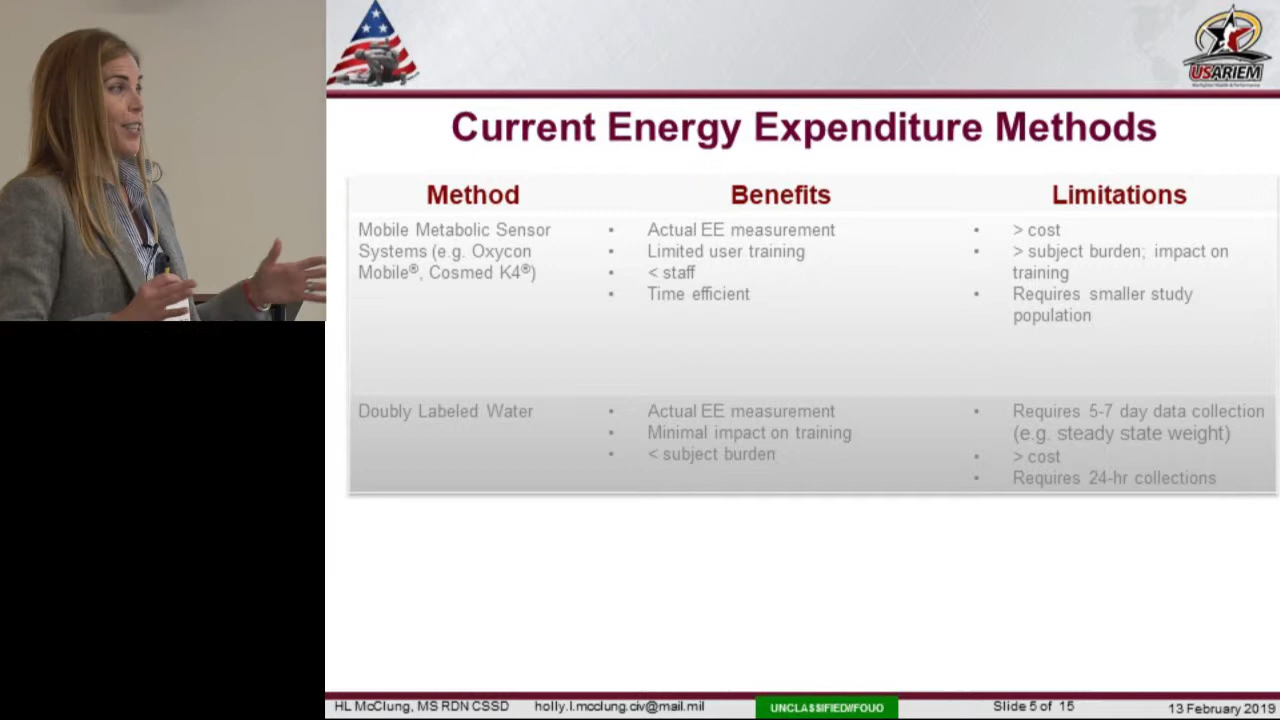 USARIEM
Current Energy Expenditure Methods
Method Benefits Limitations
Mobile Metabolic Sensor
Systems (e.g. Oxycon
Mobile®, Cosmed K4®)
• Actual EE measurement
• Limited user training
• < staff
• Time efficient
• > cost
• > subject burden; impact on
training
• Requires smaller study
population
Doubly Labeled Water
• Actual EE measurement
• Minimal impact on training
• < subject burden
• Requires 5-7 day data collection
(e.g. steady state weight)
• > cost
• Requires 24-hr collections
HL McClung, MS RDN CSSD holly.l.mcclung.civ@mail.mil UNCLASSIFIED//FOUO Slide 5 of 15 13 February 2019